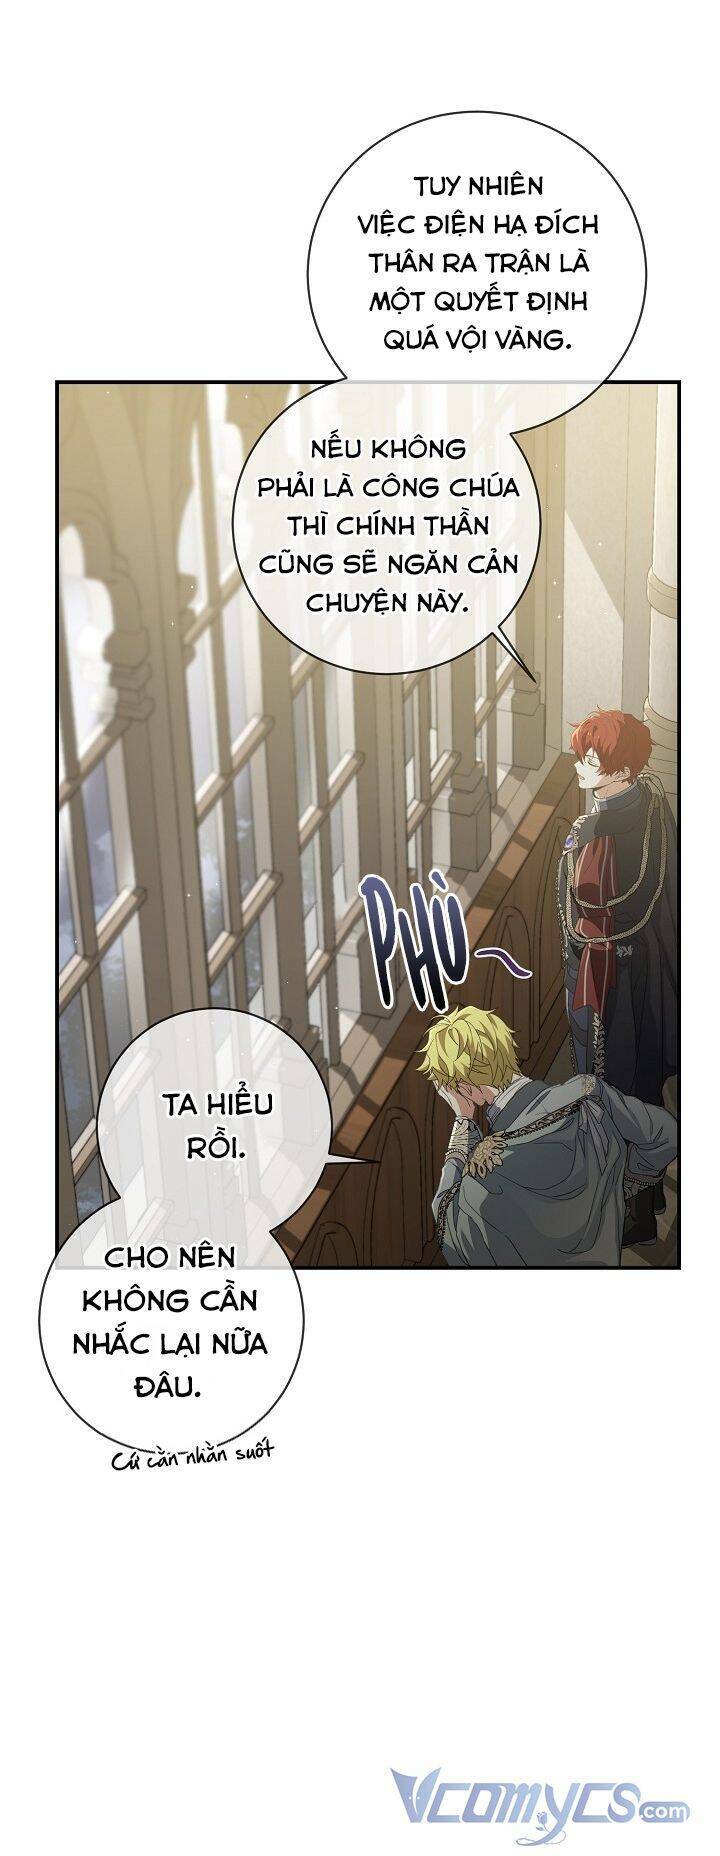 TUY NHIÊN
VIỆC ĐIỆN HẠ ĐÍCH
THÂN RA TRẬN LÀ
MỘT QUYẾT ĐỊNH
QUÁ VỘI VÀNG.
NẾU KHÔNG
PHẢI LÀ CÔNG CHÚA
THÌ CHÍNH THẦN
CŨNG SẼ NGĂN CẢN
CHUYỆN NÀY.
PHÙ~
TA HIỂU
RỒI.
CHO NÊN
KHÔNG CẦN
NHẮC LẠI NỮA
ĐÂU.
Cứ cằn nhằn suốt
VCOMYCS.com